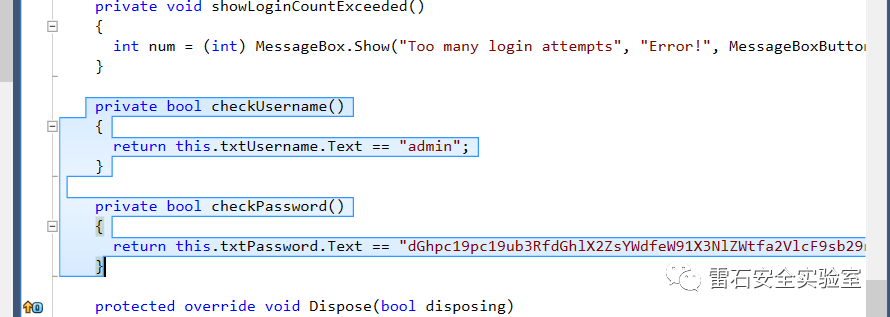 private void showLoginCountExceeded()
{
int num = (int) MessageBox.Show("Too many login attempts", "Error!", MessageBoxButton
}
private bool checkUsername()
{
return this.txtUsername.Text == "admin";
}
private bool checkPassword()
{
return this.txtPassword.Text == "dGhpc19pc19ub3RfdGhlX2ZsYWdfeW91X3NlZWtfa2VlcF9sb29
}
雷石安全实验室
protected override void Dispose(bool disposing)